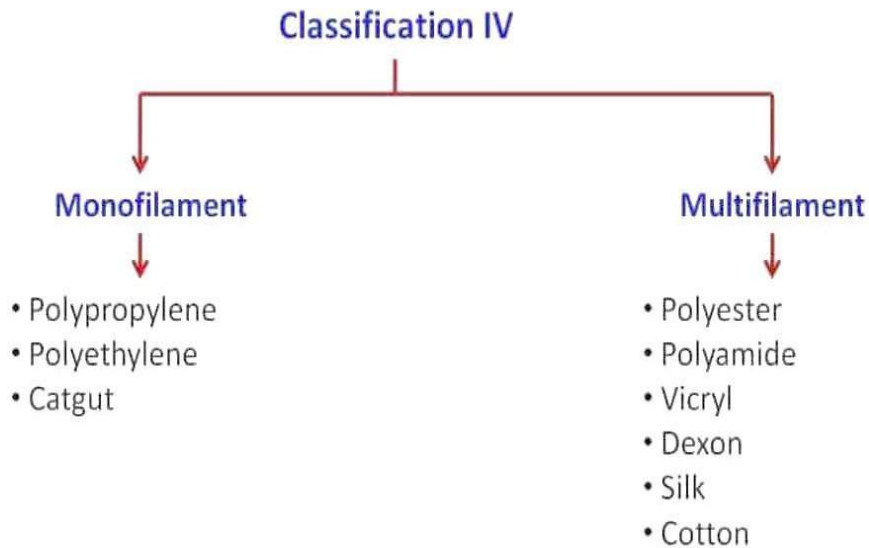 Classification IV
Monofilament
• Polypropylene
• Polyethylene
• Catgut
Multifilament
• Polyester
• Polyamide
• Vicryl
• Dexon
• Silk
• Cotton